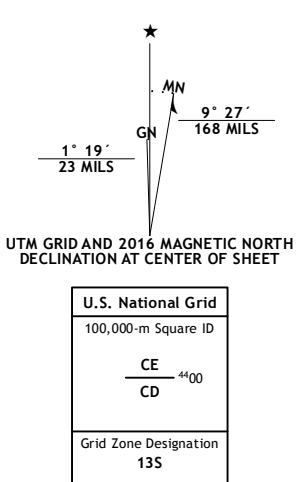 ★
MN
9° 27´
168 MILS
GN
1° 19´
23 MILS
UTM GRID AND 2016 MAGNETIC NORTH
DECLINATION AT CENTER OF SHEET
U.S. National Grid
100,000-m Square ID
CE
CD
⁴⁴00
Grid Zone Designation
13S